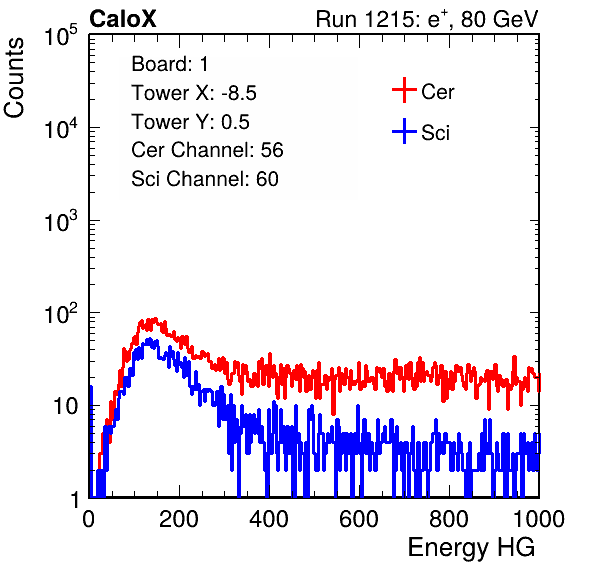 CaloX Run 1215: e⁺, 80 GeV
Board: 1
Tower X: -8.5
Tower Y: 0.5
Cer Channel: 56
Sci Channel: 60
Cer
Sci
Counts
10⁵
10⁴
10³
10²
10
1
0 200 400 600 800 1000
Energy HG